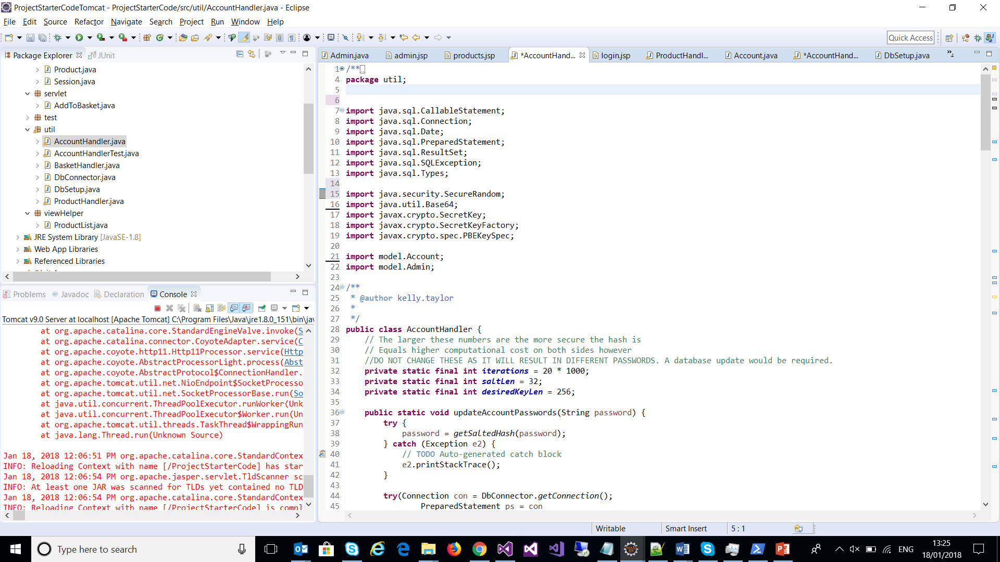 ProjectStarterCodeTomcat - ProjectStarterCode/src/util/AccountHandler.java - Eclipse
File Edit Source Refactor Navigate Search Project Run Window Help
Quick Access
Package Explorer JUnit
Product.java
Session.java
servlet
AddToBasket.java
test
util
AccountHandler.java
AccountHandlerTest.java
BasketHandler.java
DbConnector.java
DbSetup.java
ProductHandler.java
viewHelper
ProductList.java
JRE System Library [JavaSE-1.8]
Web App Libraries
Referenced Libraries
Problems @ Javadoc Declaration Console
Tomcat v9.0 Server at localhost [Apache Tomcat] C:\Program Files\Java\jre1.8.0_151\bin\jav
at org.apache.catalina.core.StandardEngineValve.invoke(S
at org.apache.catalina.connector.CoyoteAdapter.service(C
at org.apache.coyote.http11.Http11Processor.service(Http
at org.apache.coyote.AbstractProcessorLight.process(Abst
at org.apache.coyote.AbstractProtocol$ConnectionHandler.
at org.apache.tomcat.util.net.NioEndpoint$SocketProcesso
at org.apache.tomcat.util.net.SocketProcessorBase.run(So
at java.util.concurrent.ThreadPoolExecutor.runWorker(Unk
at java.util.concurrent.ThreadPoolExecutor$Worker.run(Un
at org.apache.tomcat.util.threads.TaskThread$WrappingRun
at java.lang.Thread.run(Unknown Source)
Jan 18, 2018 12:06:51 PM org.apache.catalina.core.StandardContex
INFO: Reloading Context with name [/ProjectStarterCode] has star
Jan 18, 2018 12:06:54 PM org.apache.jasper.servlet.TldScanner sc
INFO: At least one JAR was scanned for TLDs yet contained no TLD
Jan 18, 2018 12:06:54 PM org.apache.catalina.core.StandardContex
INFO: Reloading Context with name [/ProjectStarterCode] is compl
Admin.java admin.jsp products.jsp *AccountHand... login.jsp ProductHandl... Account.java *AccountHand... DbSetup.java »4
1 /**
4 package util;
5
6
7 import java.sql.CallableStatement;
8 import java.sql.Connection;
9 import java.sql.Date;
10 import java.sql.PreparedStatement;
11 import java.sql.ResultSet;
12 import java.sql.SQLException;
13 import java.sql.Types;
14
15 import java.security.SecureRandom;
16 import java.util.Base64;
17 import javax.crypto.SecretKey;
18 import javax.crypto.SecretKeyFactory;
19 import javax.crypto.spec.PBEKeySpec;
20
21 import model.Account;
22 import model.Admin;
23
24 /**
25 * @author kelly.taylor
26 *
27 */
28 public class AccountHandler {
29 // The larger these numbers are the more secure the hash is
30 // Equals higher computational cost on both sides however
31 //DO NOT CHANGE THESE AS IT WILL RESULT IN DIFFERENT PASSWORDS. A database update would be required.
32 private static final int iterations = 20 * 1000;
33 private static final int saltLen = 32;
34 private static final int desiredKeyLen = 256;
35
36 public static void updateAccountPasswords(String password) {
37 try {
38 password = getSaltedHash(password);
39 } catch (Exception e2) {
40 // TODO Auto-generated catch block
41 e2.printStackTrace();
42 }
43
44 try(Connection con = DbConnector.getConnection();
45 PreparedStatement ps = con
Writable Smart Insert 5 : 1
Type here to search
ENG
13:25
18/01/2018